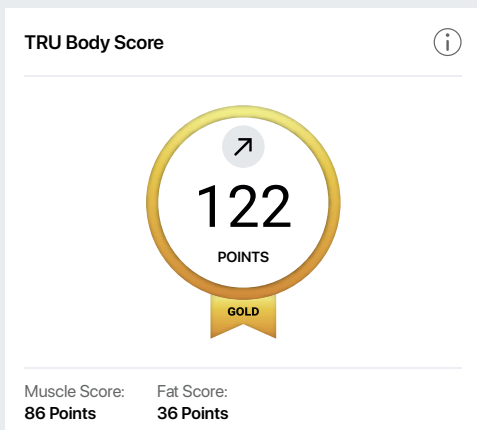 TRU Body Score
122
POINTS
GOLD
Muscle Score: Fat Score:
86 Points 36 Points